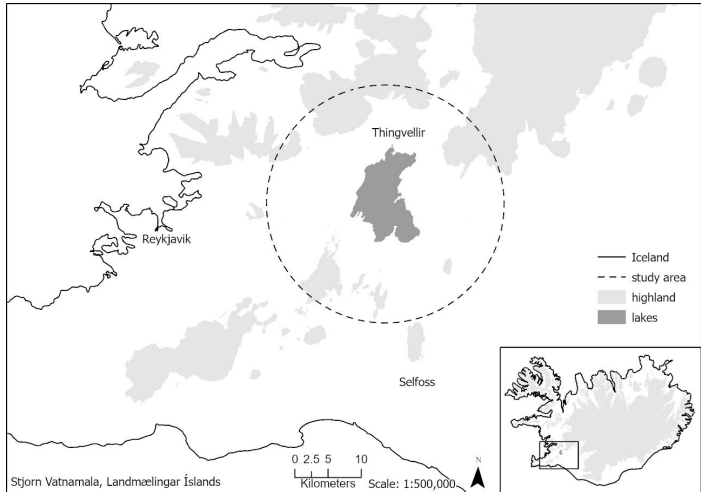 Thingvellir
Reykjavik
Iceland
study area
highland
lakes
Selfoss
N
0 2.5 5 10
Kilometers
Scale: 1:500,000
Stjorn Vatnamala, Landmælingar Íslands